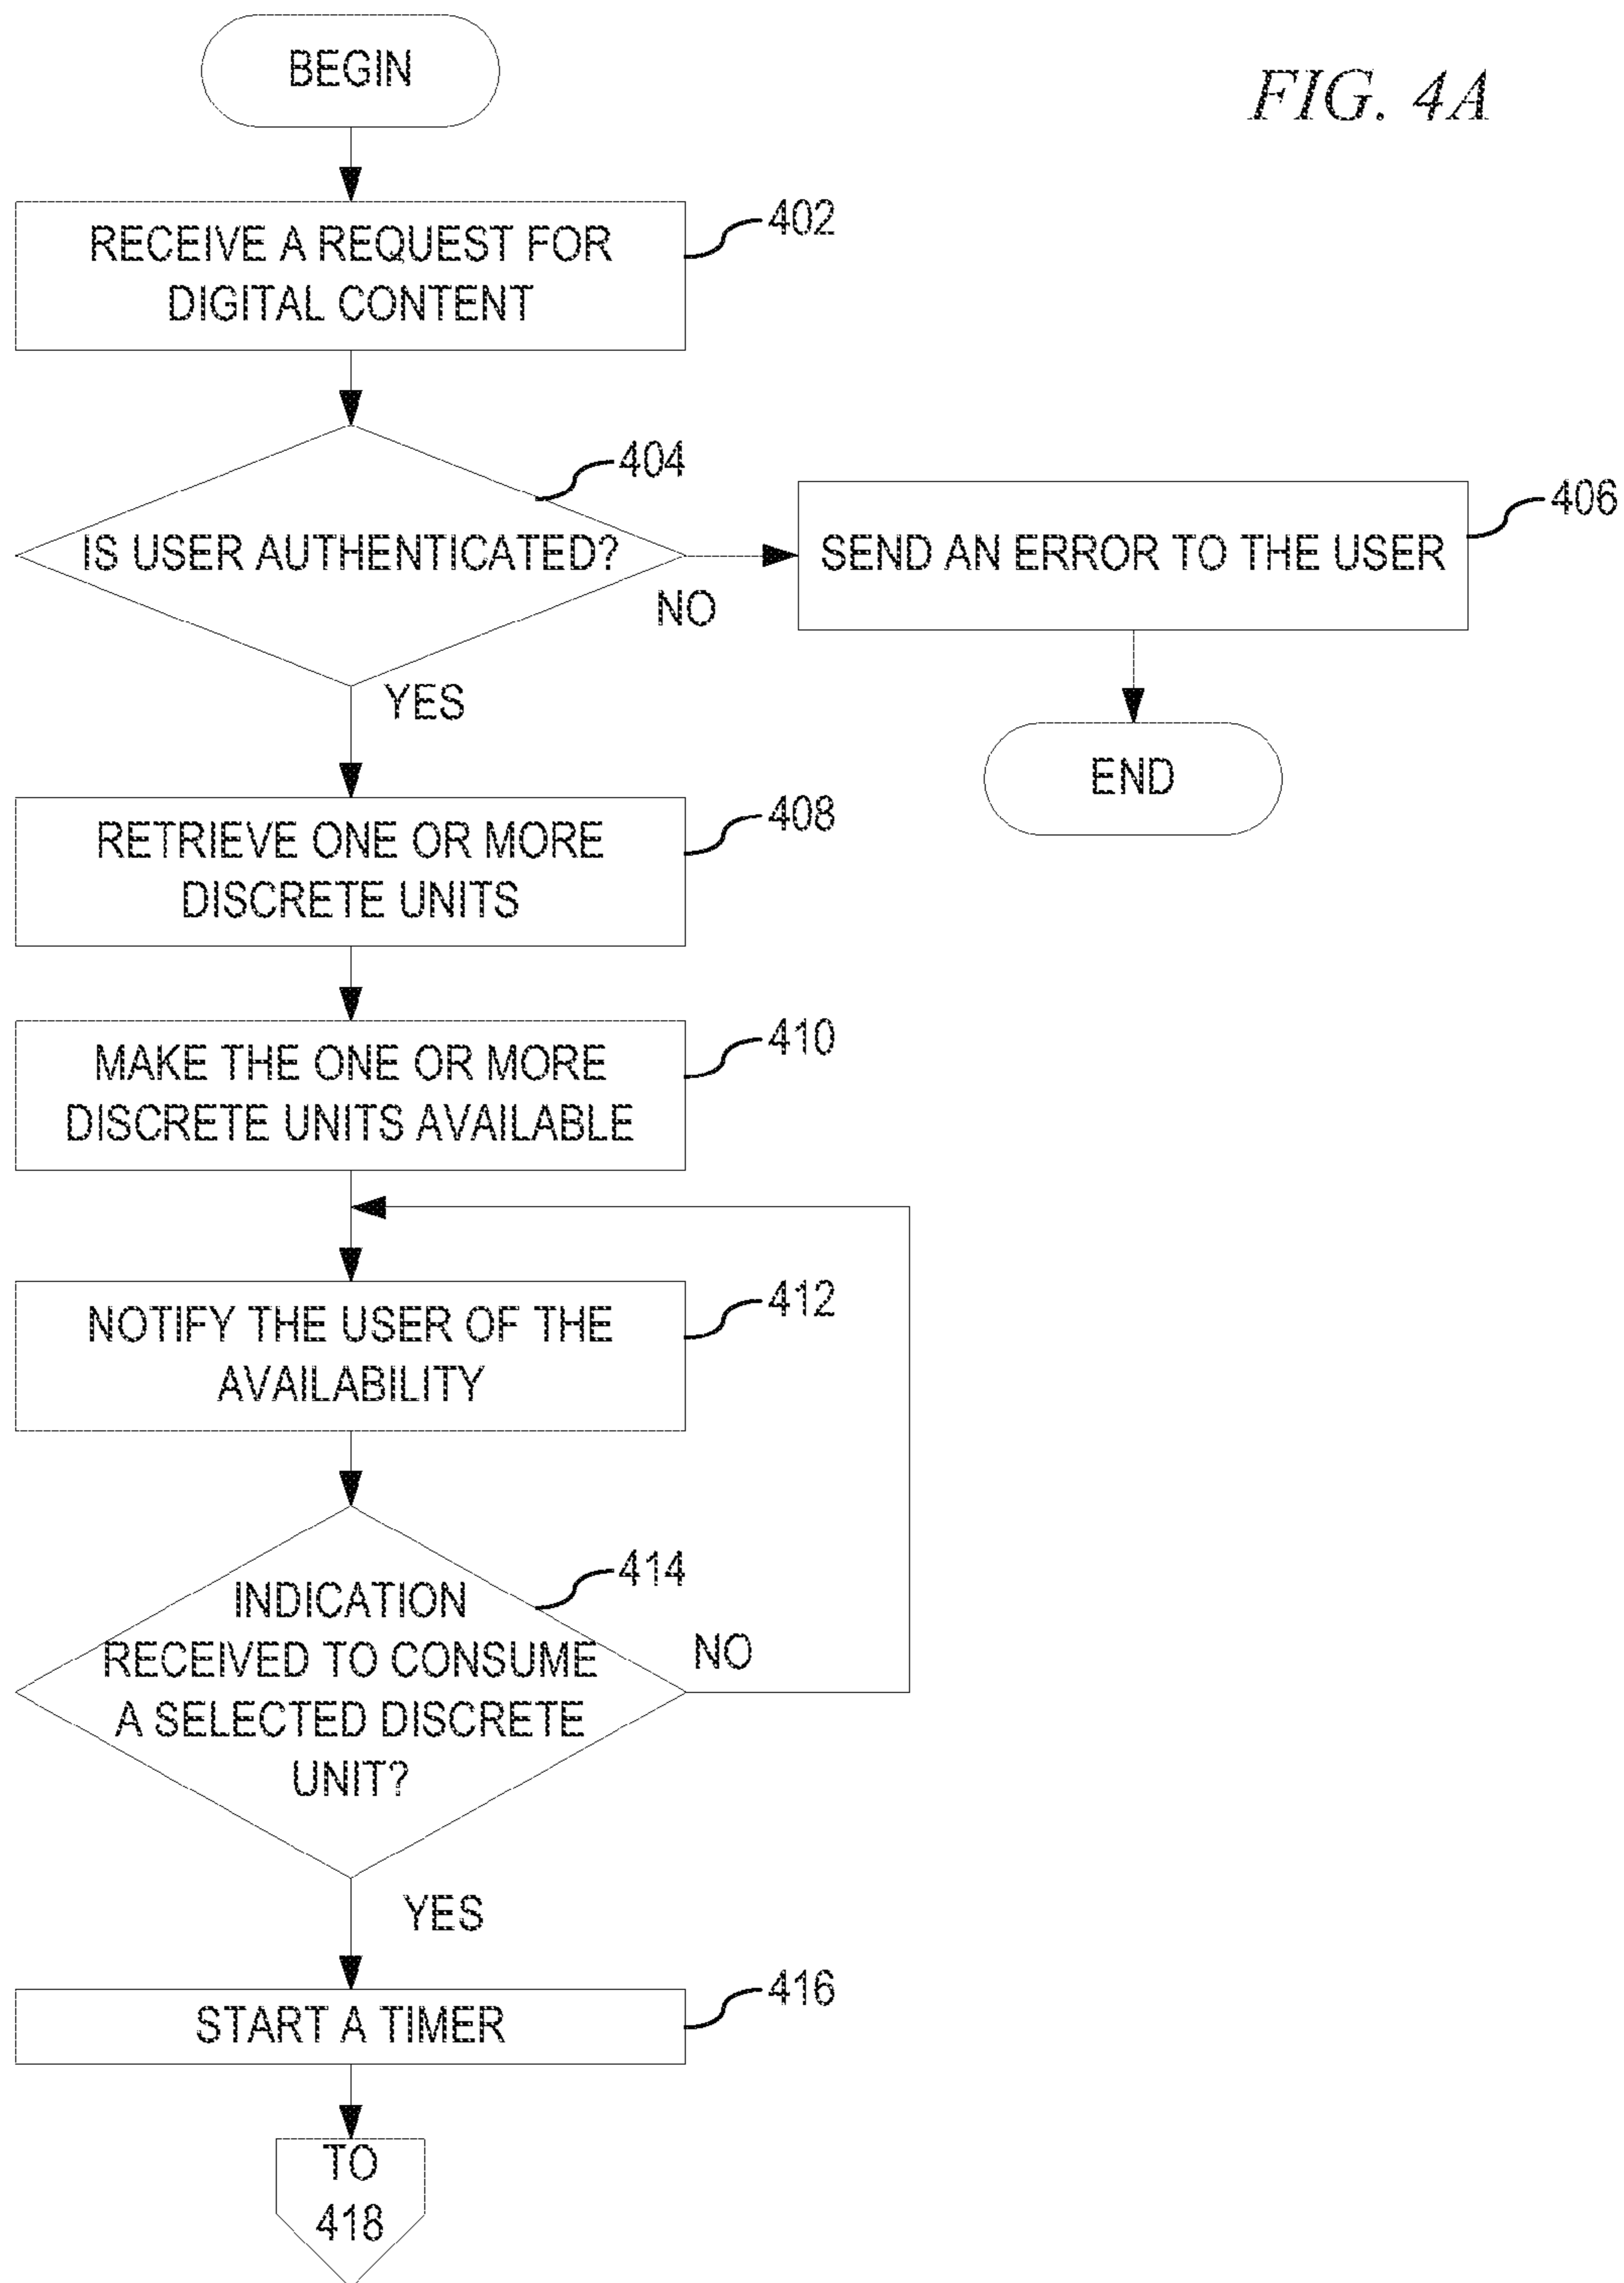 BEGIN
FIG. 4A
RECEIVE A REQUEST FOR
DIGITAL CONTENT
402
404
IS USER AUTHENTICATED?
NO
YES
SEND AN ERROR TO THE USER
406
END
RETRIEVE ONE OR MORE
DISCRETE UNITS
408
MAKE THE ONE OR MORE
DISCRETE UNITS AVAILABLE
410
NOTIFY THE USER OF THE
AVAILABILITY
412
414
INDICATION
RECEIVED TO CONSUME
A SELECTED DISCRETE
UNIT?
NO
YES
START A TIMER
416
TO
418